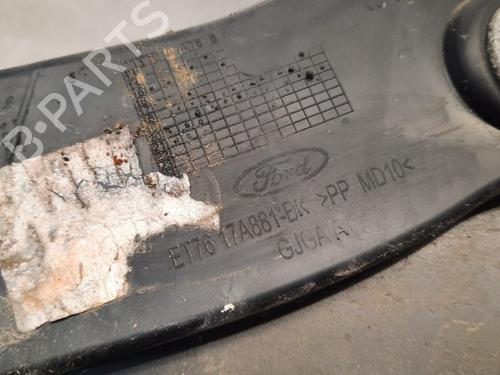 B-PARTS
Ford
ET76 17A881-BK >PP MD10<
GJGA A